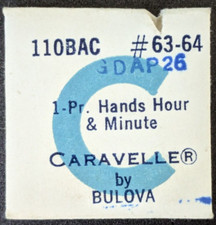 110BAC #63-64
GDAP26
1-Pr. Hands Hour
& Minute
CARAVELLE®
by
BULOVA